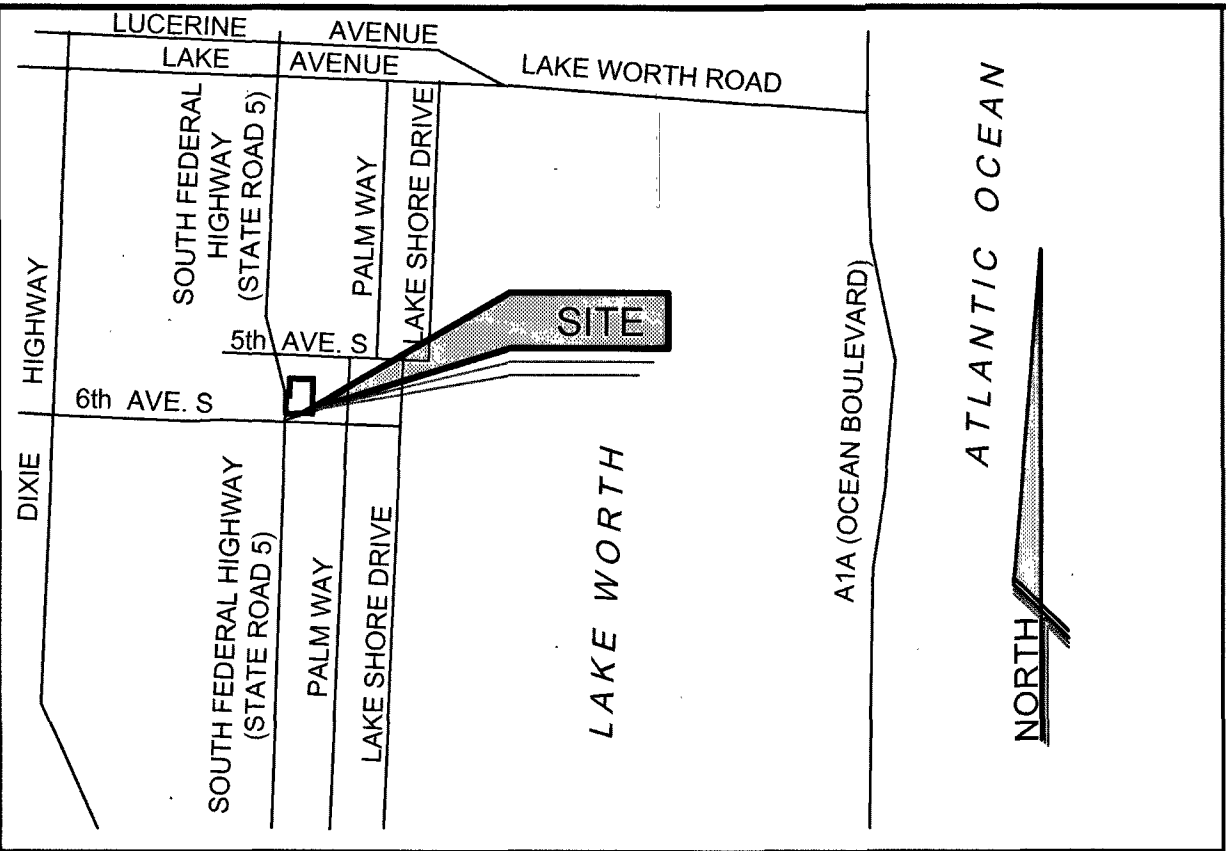 LUCERINE AVENUE
LAKE AVENUE
LAKE WORTH ROAD
SOUTH FEDERAL
HIGHWAY
(STATE ROAD 5)
PALM WAY
LAKE SHORE DRIVE
ATLANTIC OCEAN
DIXIE HIGHWAY
5th AVE. S
SITE
6th AVE. S
A1A (OCEAN BOULEVARD)
SOUTH FEDERAL HIGHWAY
(STATE ROAD 5)
PALM WAY
LAKE SHORE DRIVE
LAKE WORTH
NORTH